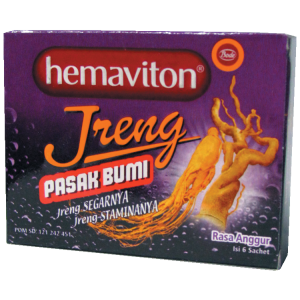 hemaviton®
Jreng
PASAK BUMI
jreng SEGARNYA
jreng-STAMINANYA
Rasa Anggur
Isi 6 Sachet